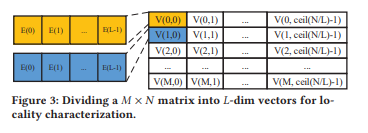 E(0) E(1) ... E(L-1) V(0,0) V(0,1) ... V(0, ceil(N/L)-1)
E(0) E(1) ... E(L-1) V(1,0) V(1,1) ... V(1, ceil(N/L)-1)
V(2,0) V(2,1) ... V(2, ceil(N/L)-1)
... ... ... ...
V(M,0) V(M,1) ... V(M, ceil(N/L)-1)
Figure 3: Dividing a M × N matrix into L-dim vectors for lo-
cality characterization.